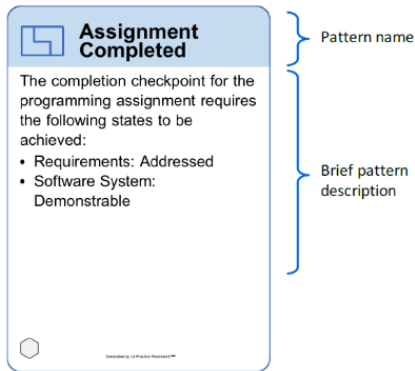 Assignment
Completed
Pattern name
The completion checkpoint for the
programming assignment requires
the following states to be
achieved:
• Requirements: Addressed
• Software System:
Demonstrable
Brief pattern
description